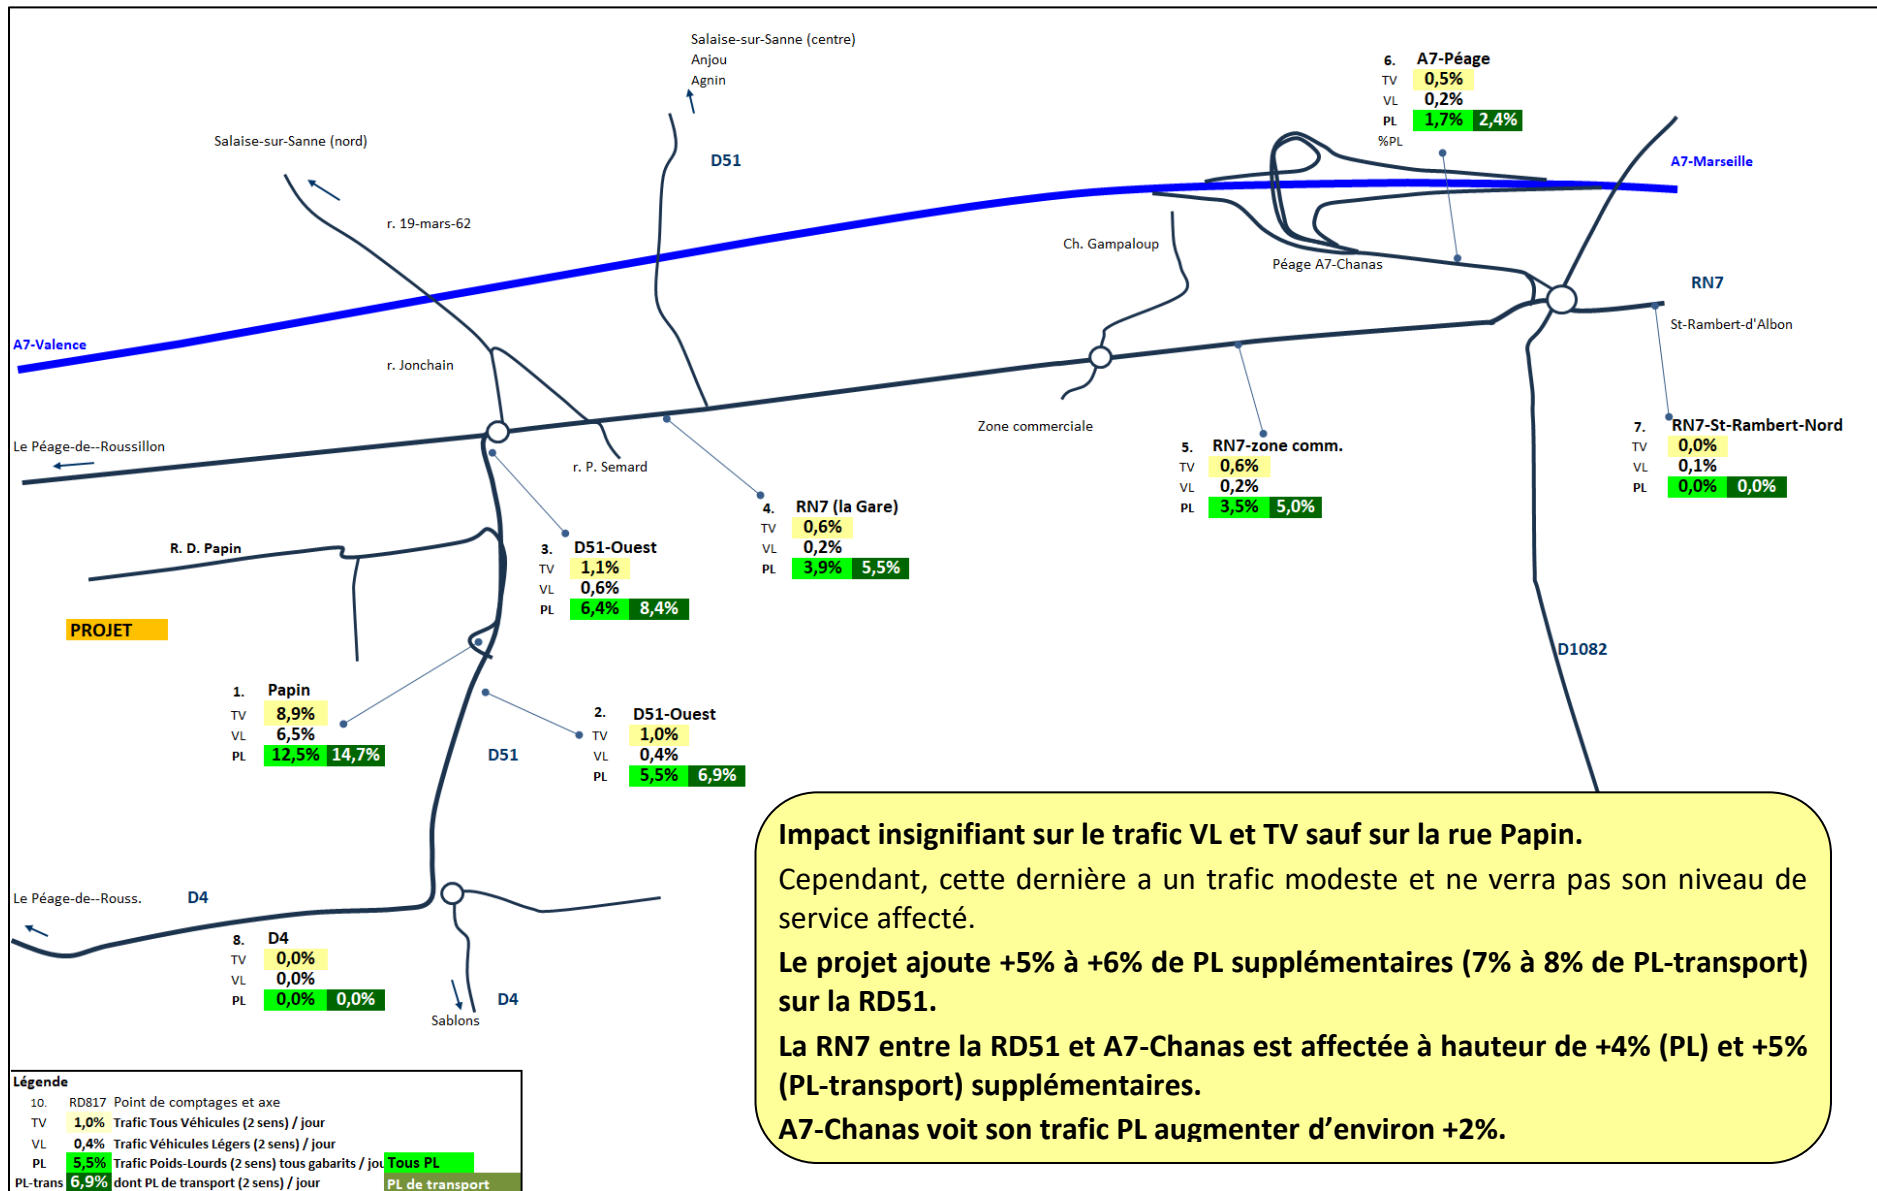 Salaise-sur-Sanne (centre)
Anjou
Agnin
6. A7-Péage
TV 0,5%
VL 0,2%
PL 1,7% 2,4%
%PL
Salaise-sur-Sanne (nord)
D51
A7-Marseille
r. 19-mars-62
Ch. Gampaloup
Péage A7-Chanas
RN7
St-Rambert-d'Albon
A7-Valence
r. Jonchain
Zone commerciale
Le Péage-de--Roussillon
r. P. Semard
7. RN7-St-Rambert-Nord
TV 0,0%
VL 0,1%
PL 0,0% 0,0%
5. RN7-zone comm.
TV 0,6%
VL 0,2%
PL 3,5% 5,0%
4. RN7 (la Gare)
TV 0,6%
VL 0,2%
PL 3,9% 5,5%
R. D. Papin
3. D51-Ouest
TV 1,1%
VL 0,6%
PL 6,4% 8,4%
PROJET
D1082
1. Papin
TV 8,9%
VL 6,5%
PL 12,5% 14,7%
2. D51-Ouest
TV 1,0%
VL 0,4%
PL 5,5% 6,9%
D51
Le Péage-de--Rouss.
D4
8. D4
TV 0,0%
VL 0,0%
PL 0,0% 0,0%
D4
Sablons
Impact insignifiant sur le trafic VL et TV sauf sur la rue Papin.
Cependant, cette dernière a un trafic modeste et ne verra pas son niveau de
service affecté.
Le projet ajoute +5% à +6% de PL supplémentaires (7% à 8% de PL-transport)
sur la RD51.
La RN7 entre la RD51 et A7-Chanas est affectée à hauteur de +4% (PL) et +5%
(PL-transport) supplémentaires.
A7-Chanas voit son trafic PL augmenter d'environ +2%.
Légende
10. RD817 Point de comptages et axe
TV 1,0% Trafic Tous Véhicules (2 sens) / jour
VL 0,4% Trafic Véhicules Légers (2 sens) / jour
PL 5,5% Trafic Poids-Lourds (2 sens) tous gabarits / jou Tous PL
PL-trans 6,9% dont PL de transport (2 sens) / jour PL de transport